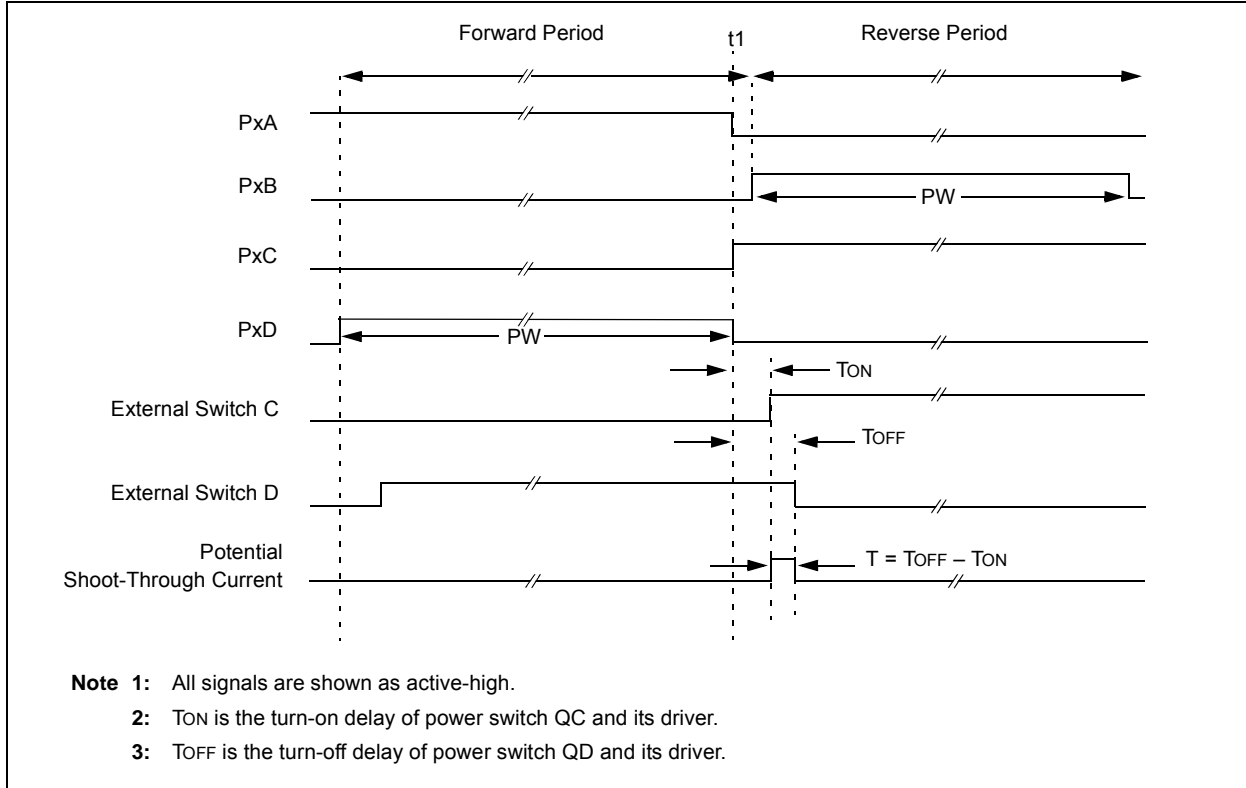 Forward Period
t1
Reverse Period
PxA
PxB
PW
PxC
PxD
PW
TON
External Switch C
TOFF
External Switch D
Potential
Shoot-Through Current
T = TOFF – TON
Note 1: All signals are shown as active-high.
2: TON is the turn-on delay of power switch QC and its driver.
3: TOFF is the turn-off delay of power switch QD and its driver.